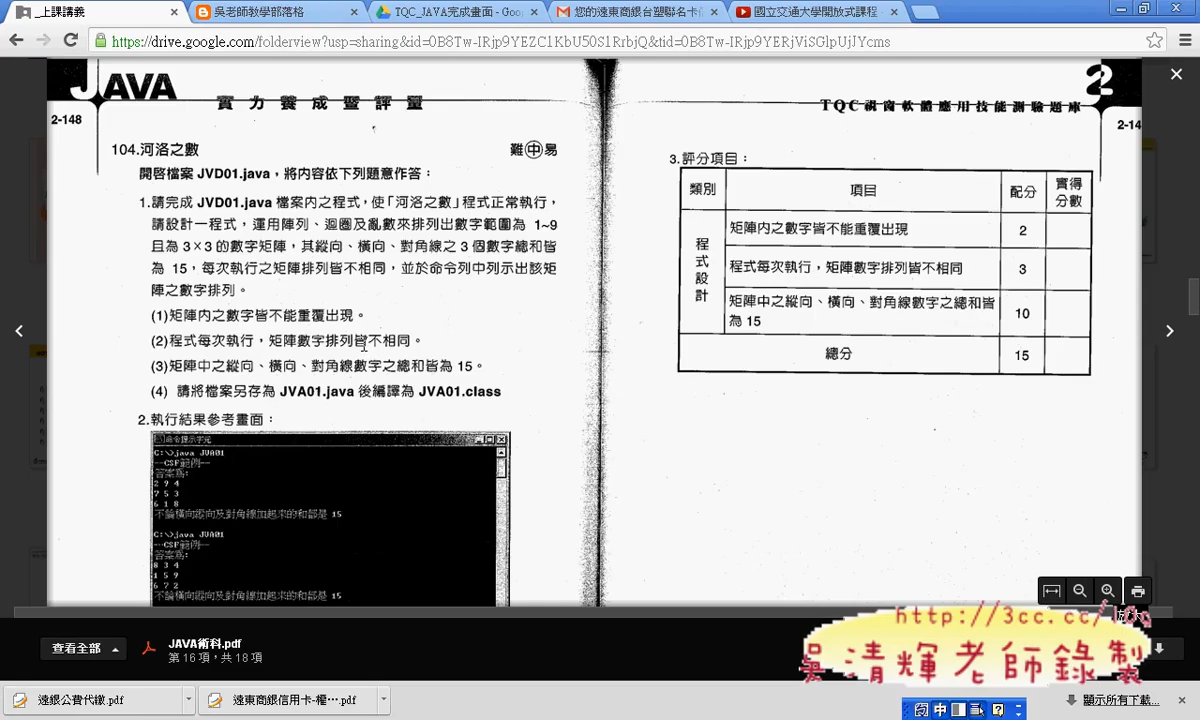 _上課講義
吳老師教學部落格
TQC_JAVA完成畫面 - Goo
您的遠東商銀台塑聯名卡
國立交通大學開放式課程
https://drive.google.com/folderview?usp=sharing&id=0B8Tw-IRjp9YEZC1KbU50S1RrbjQ&tid=0B8Tw-IRjp9YERjViSGlpUjJYcms
JAVA
實力養成暨評量
2-148
104.河洛之數
難中易
開啓檔案 JVD01.java，將內容依下列題意作答：
1.請完成 JVD01.java 檔案內之程式，使「河洛之數」程式正常執行，
請設計一程式，運用陣列、迴圈及亂數來排列出數字範圍為 1~9
且為 3×3 的數字矩陣，其縱向、橫向、對角線之 3 個數字總和皆
為 15，每次執行之矩陣排列皆不相同，並於命令列中列示出該矩
陣之數字排列。
(1)矩陣內之數字皆不能重覆出現。
(2)程式每次執行，矩陣數字排列皆不相同。
(3)矩陣中之縱向、橫向、對角線數字之總和皆為 15。
(4) 請將檔案另存為 JVA01.java 後編譯為 JVA01.class
2.執行結果參考畫面：
命令提示字元
C:\>java JVA01
--CSF範例--
答案為:
2 9 4
7 5 3
6 1 8
不論橫向縱向及對角線加起來的和都是 15
C:\>java JVA01
--CSF範例--
答案為:
8 3 4
1 5 9
6 7 2
不論橫向縱向及對角線加起來的和都是 15
2
TQC視窗軟體應用技能測驗題庫
2-14
3.評分項目：
類別 項目 配分 實得分數
程式設計
矩陣內之數字皆不能重覆出現 2
程式每次執行，矩陣數字排列皆不相同 3
矩陣中之縱向、橫向、對角線數字之總和皆
為 15 10
總分 15
查看全部
JAVA術科.pdf
第 16 項，共 18 項
http://3cc.cc/10q
吳清輝老師錄製
遠銀公費代繳.pdf
遠東商銀信用卡-權….pdf
中
顯示所有下載...